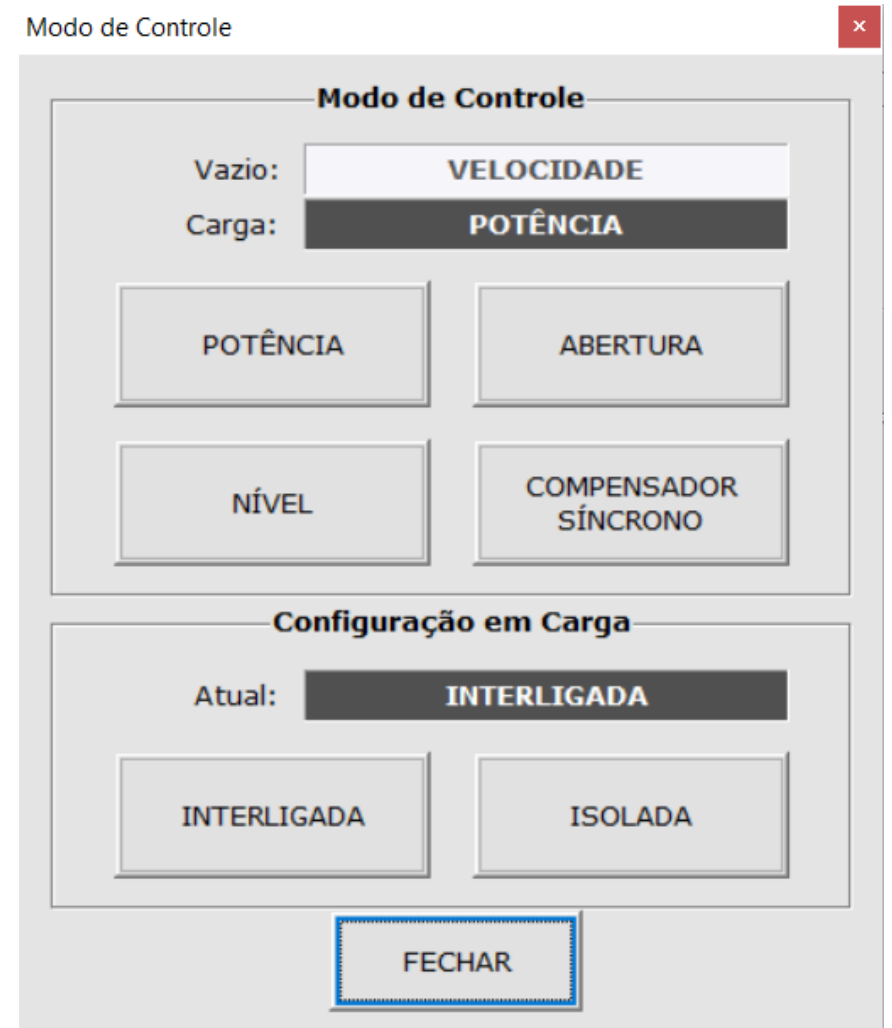 Modo de Controle
Modo de Controle
Vazio: VELOCIDADE
Carga: POTÊNCIA
POTÊNCIA ABERTURA
NÍVEL COMPENSADOR SÍNCRONO
Configuração em Carga
Atual: INTERLIGADA
INTERLIGADA ISOLADA
FECHAR